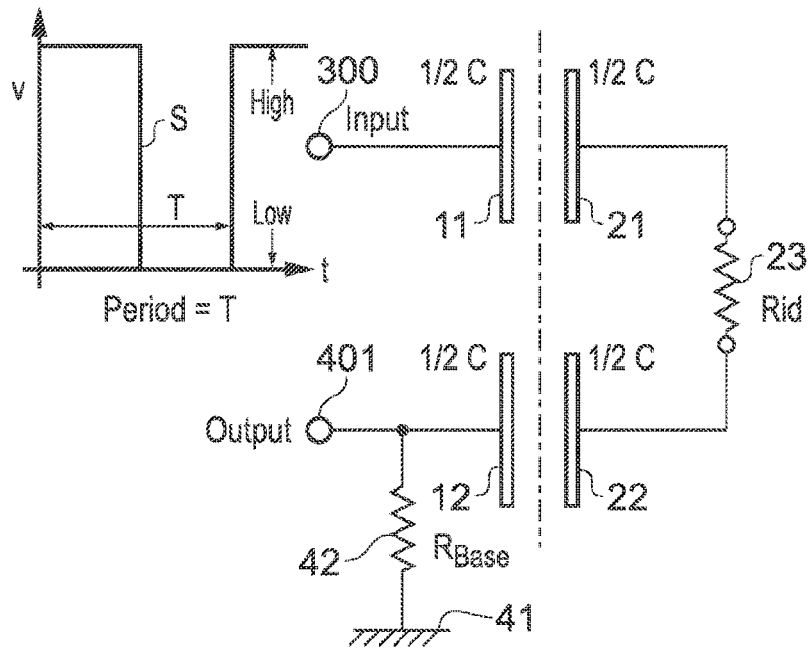 300
1/2 C
1/2 C
v
High
Input
S
T
Low
11
21
23
t
Rid
Period = T
401
1/2 C
1/2 C
Output
12
22
42
RBase
41